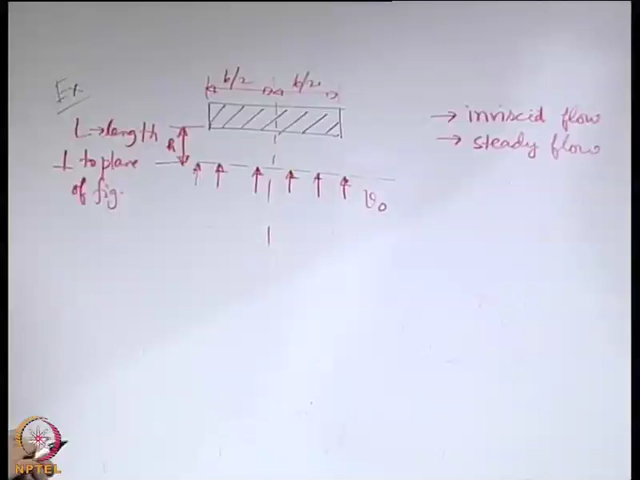 Ex.
b/2 b/2
L → length
⊥ to plane
of fig.
h
v₀
→ inviscid flow
→ steady flow
NPTEL